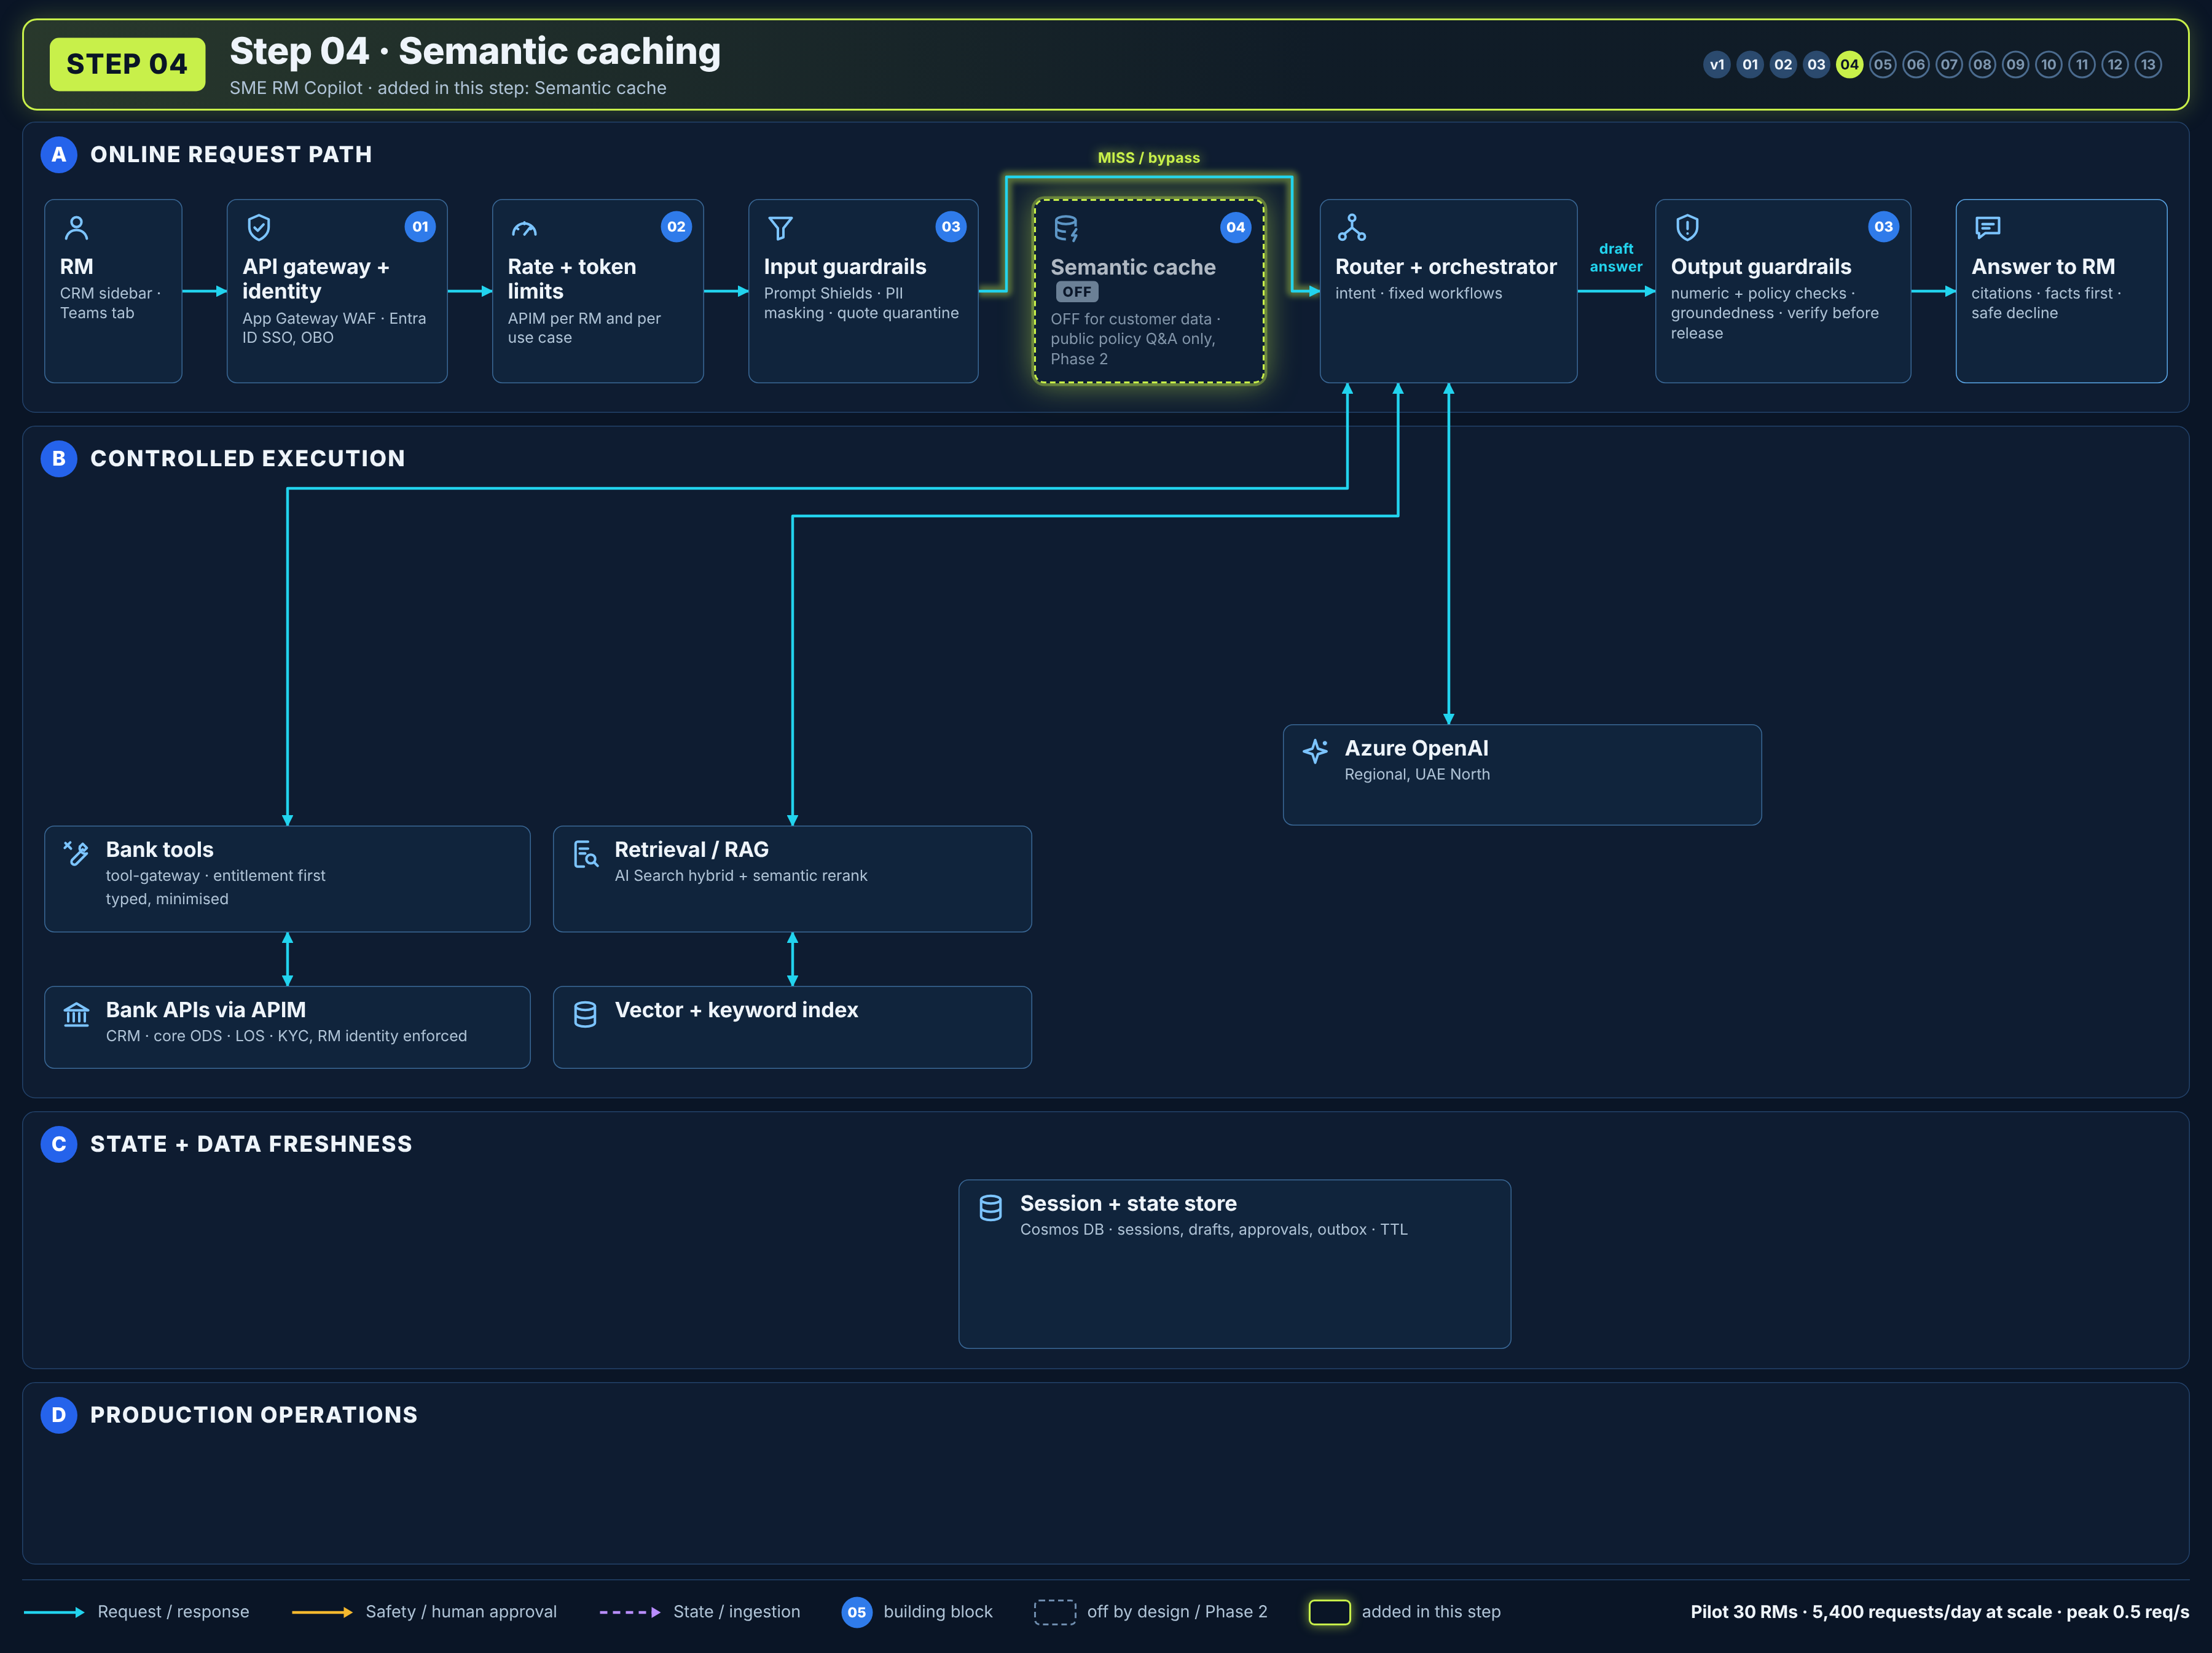 STEP 04
Step 04 · Semantic caching
SME RM Copilot · added in this step: Semantic cache
v1 01 02 03 04 05 06 07 08 09 10 11 12 13
A
ONLINE REQUEST PATH
MISS / bypass
RM
CRM sidebar ·
Teams tab
01
API gateway +
identity
App Gateway WAF · Entra
ID SSO, OBO
02
Rate + token
limits
APIM per RM and per
use case
03
Input guardrails
Prompt Shields · PII
masking · quote quarantine
04
Semantic cache
OFF
OFF for customer data ·
public policy Q&A only,
Phase 2
Router + orchestrator
intent · fixed workflows
draft
answer
03
Output guardrails
numeric + policy checks ·
groundedness · verify before
release
Answer to RM
citations · facts first ·
safe decline
B
CONTROLLED EXECUTION
Azure OpenAI
Regional, UAE North
Bank tools
tool-gateway · entitlement first
typed, minimised
Retrieval / RAG
AI Search hybrid + semantic rerank
Bank APIs via APIM
CRM · core ODS · LOS · KYC, RM identity enforced
Vector + keyword index
C
STATE + DATA FRESHNESS
Session + state store
Cosmos DB · sessions, drafts, approvals, outbox · TTL
D
PRODUCTION OPERATIONS
Request / response
Safety / human approval
State / ingestion
05
building block
off by design / Phase 2
added in this step
Pilot 30 RMs · 5,400 requests/day at scale · peak 0.5 req/s